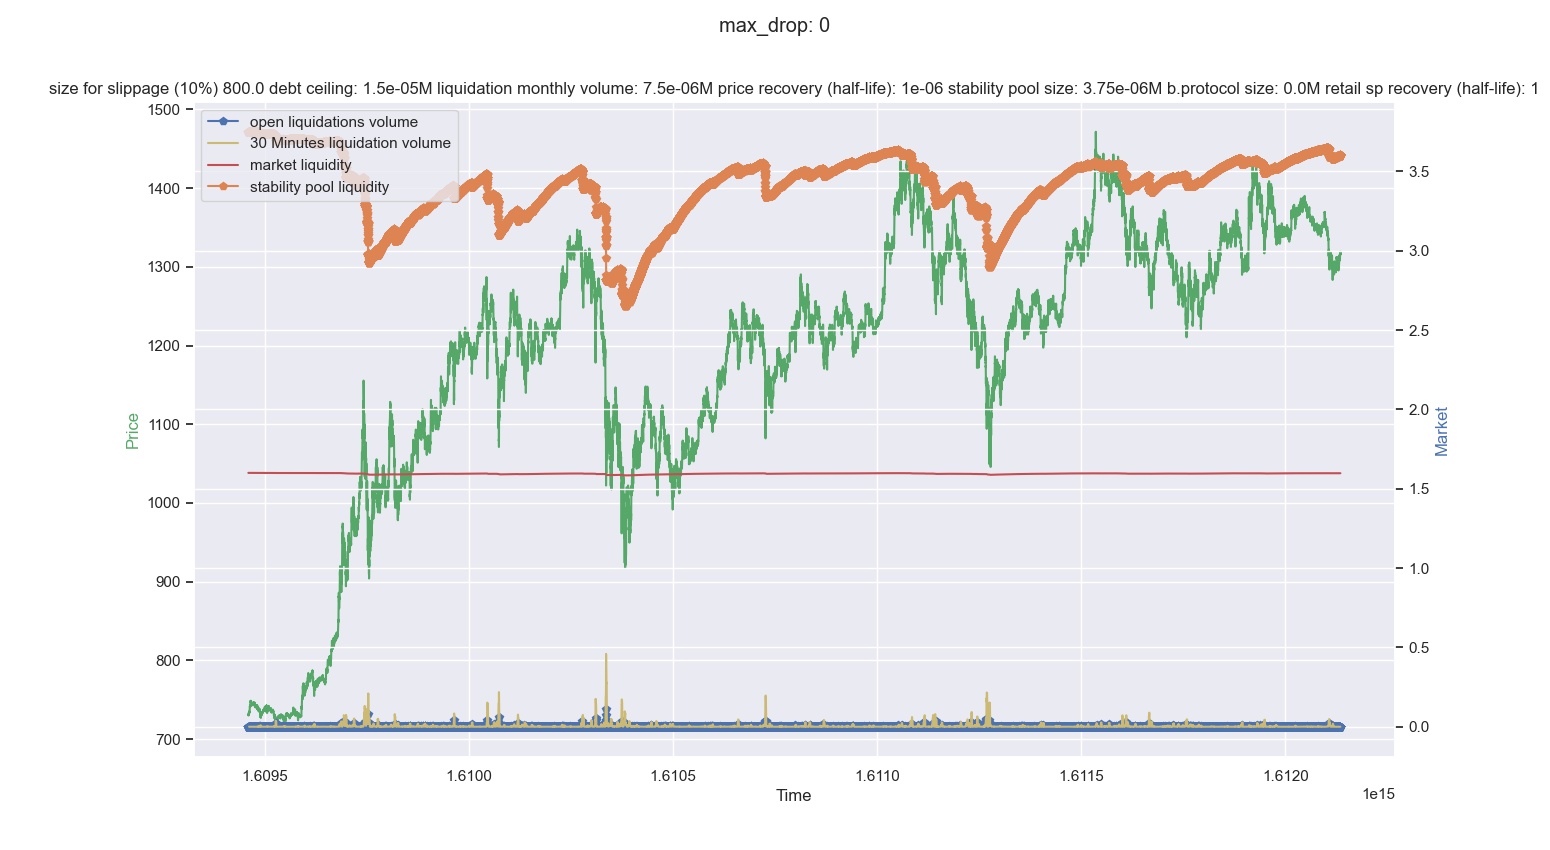 max_drop: 0
size for slippage (10%) 800.0 debt ceiling: 1.5e-05M liquidation monthly volume: 7.5e-06M price recovery (half-life): 1e-06 stability pool size: 3.75e-06M b.protocol size: 0.0M retail sp recovery (half-life): 1
open liquidations volume
30 Minutes liquidation volume
market liquidity
stability pool liquidity
1500
1400
1300
1200
1100
1000
900
800
700
Price
3.5
3.0
2.5
2.0
1.5
1.0
0.5
0.0
Market
1.6095 1.6100 1.6105 1.6110 1.6115 1.6120
Time
1e15